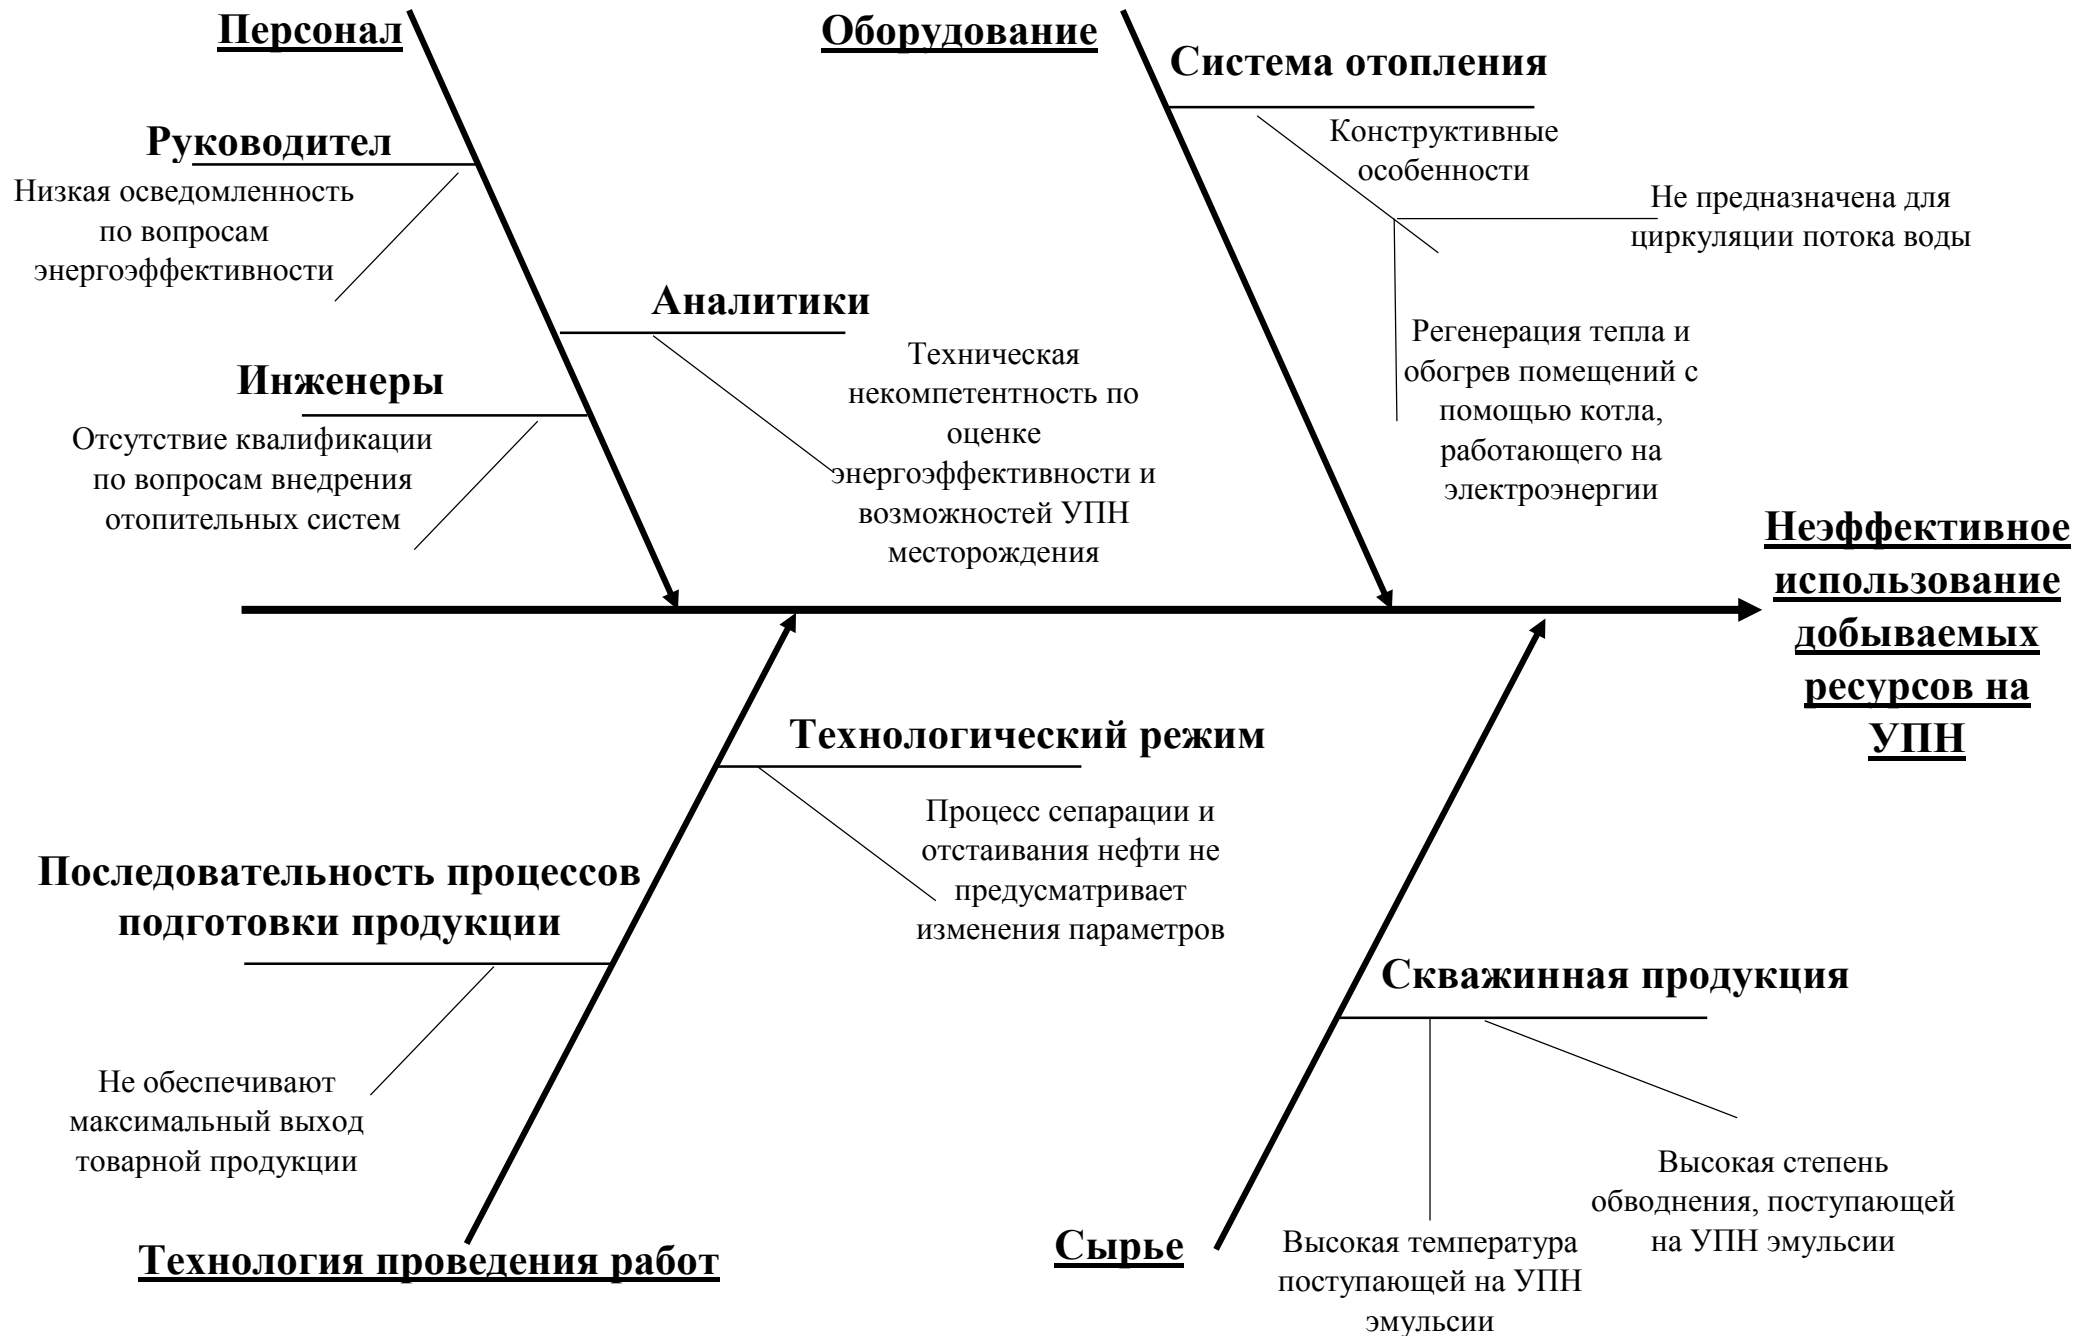 Персонал
Оборудование
Система отопления
Руководител
Низкая осведомленность
по вопросам
энергоэффективности
Конструктивные
особенности
Не предназначена для
циркуляции потока воды
Аналитики
Техническая
некомпетентность по
оценке
энергоэффективности и
возможностей УПН
месторождения
Регенерация тепла и
обогрев помещений с
помощью котла,
работающего на
электроэнергии
Инженеры
Отсутствие квалификации
по вопросам внедрения
отопительных систем
Неэффективное
использование
добываемых
ресурсов на
УПН
Технологический режим
Процесс сепарации и
отстаивания нефти не
предусматривает
изменения параметров
Последовательность процессов
подготовки продукции
Не обеспечивают
максимальный выход
товарной продукции
Скважинная продукция
Высокая степень
обводнения, поступающей
на УПН эмульсии
Высокая температура
поступающей на УПН
эмульсии
Технология проведения работ
Сырье